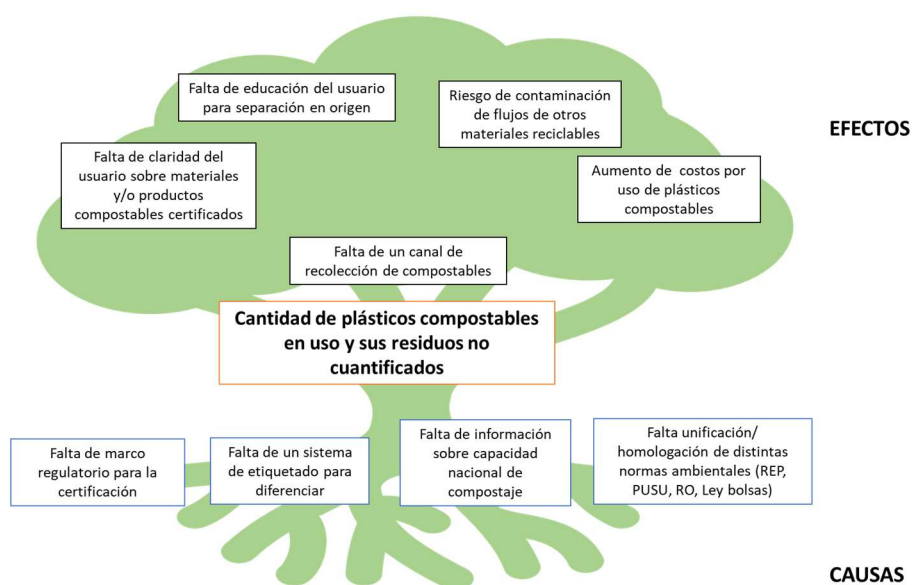 Falta de educación del usuario
para separación en origen
Riesgo de contaminación
de flujos de otros
materiales reciclables
EFECTOS
Falta de claridad del
usuario sobre materiales
y/o productos
compostables certificados
Aumento de costos por
uso de plásticos
compostables
Falta de un canal de
recolección de compostables
Cantidad de plásticos compostables
en uso y sus residuos no
cuantificados
Falta de marco
regulatorio para la
certificación
Falta de un sistema
de etiquetado para
diferenciar
Falta de información
sobre capacidad
nacional de
compostaje
Falta unificación/
homologación de distintas
normas ambientales (REP,
PUSU, RO, Ley bolsas)
CAUSAS